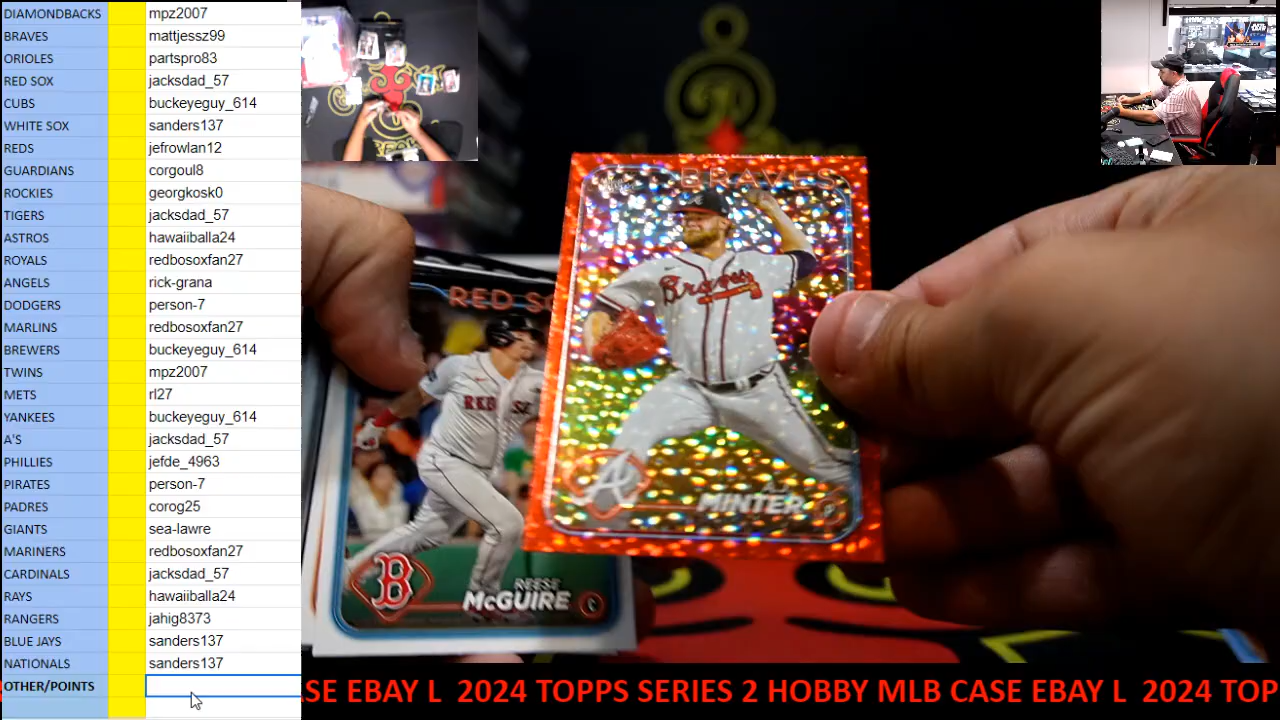 DIAMONDBACKS mpz2007
BRAVES mattjessz99
ORIOLES partspro83
RED SOX jacksdad_57
CUBS buckeyeguy_614
WHITE SOX sanders137
REDS jefrowlan12
GUARDIANS corgoul8
ROCKIES georgkosk0
TIGERS jacksdad_57
ASTROS hawaiiballa24
ROYALS redbosoxfan27
ANGELS rick-grana
DODGERS person-7
MARLINS redbosoxfan27
BREWERS buckeyeguy_614
TWINS mpz2007
METS rl27
YANKEES buckeyeguy_614
A'S jacksdad_57
PHILLIES jefde_4963
PIRATES person-7
PADRES corog25
GIANTS sea-lawre
MARINERS redbosoxfan27
CARDINALS jacksdad_57
RAYS hawaiiballa24
RANGERS jahig8373
BLUE JAYS sanders137
NATIONALS sanders137
OTHER/POINTS
BRAVES
Braves
A
MINTER
RED SO
B
REESE
McGUIRE
C
SE EBAY L 2024 TOPPS SERIES 2 HOBBY MLB CASE EBAY L 2024 TOP